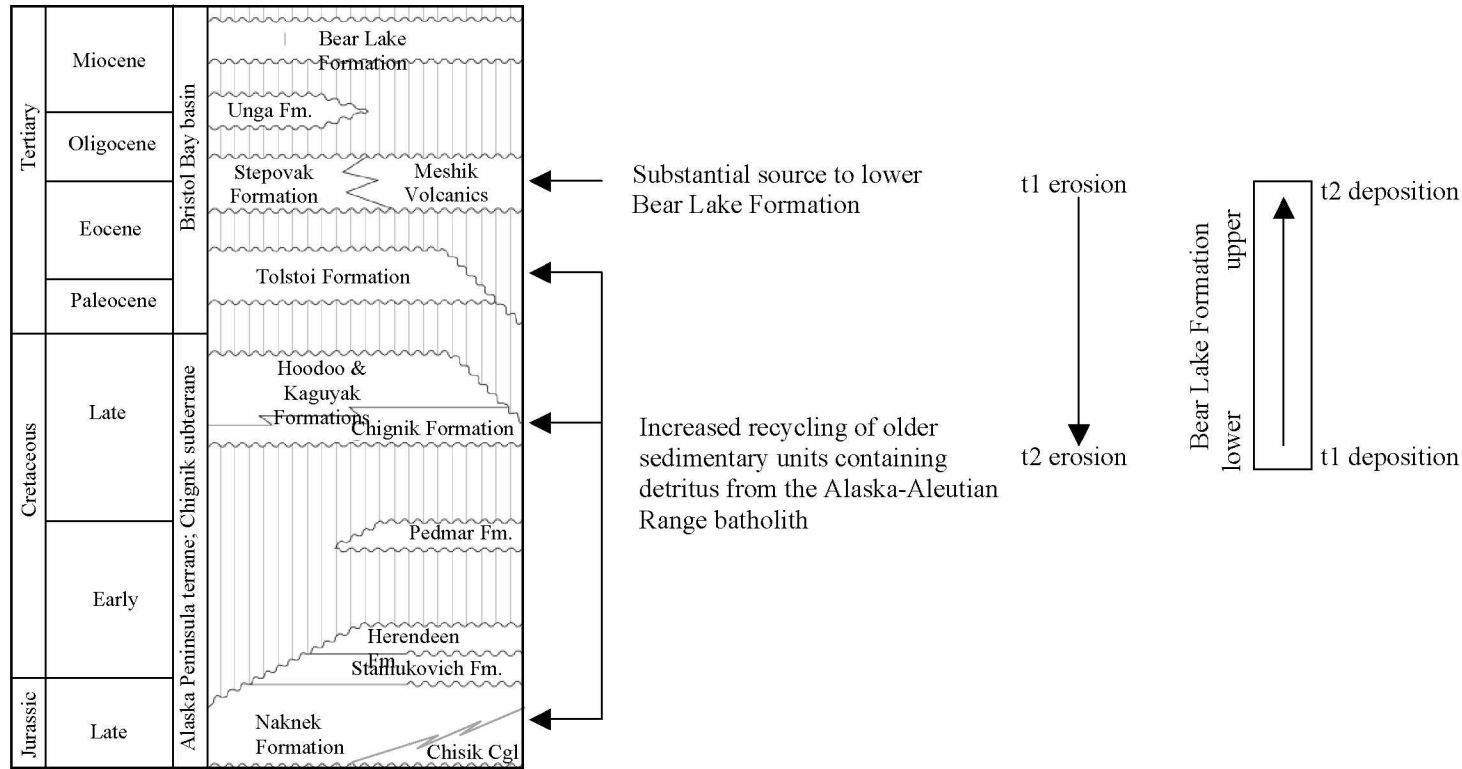 Tertiary
Cretaceous
Jurassic
Miocene
Oligocene
Eocene
Paleocene
Late
Early
Late
Bristol Bay basin
Alaska Peninsula terrane; Chignik subterrane
Bear Lake
Formation
Unga Fm.
Stepovak
Formation
Meshik
Volcanics
Tolstoi Formation
Hoodoo &
Kaguyak
Formations
Chignik Formation
Pedmar Fm.
Herendeen
Fm.
Staniukovich Fm.
Naknek
Formation
Chisik Cgl
Substantial source to lower
Bear Lake Formation
Increased recycling of older
sedimentary units containing
detritus from the Alaska-Aleutian
Range batholith
t1 erosion
t2 erosion
Bear Lake Formation
upper
lower
t2 deposition
t1 deposition